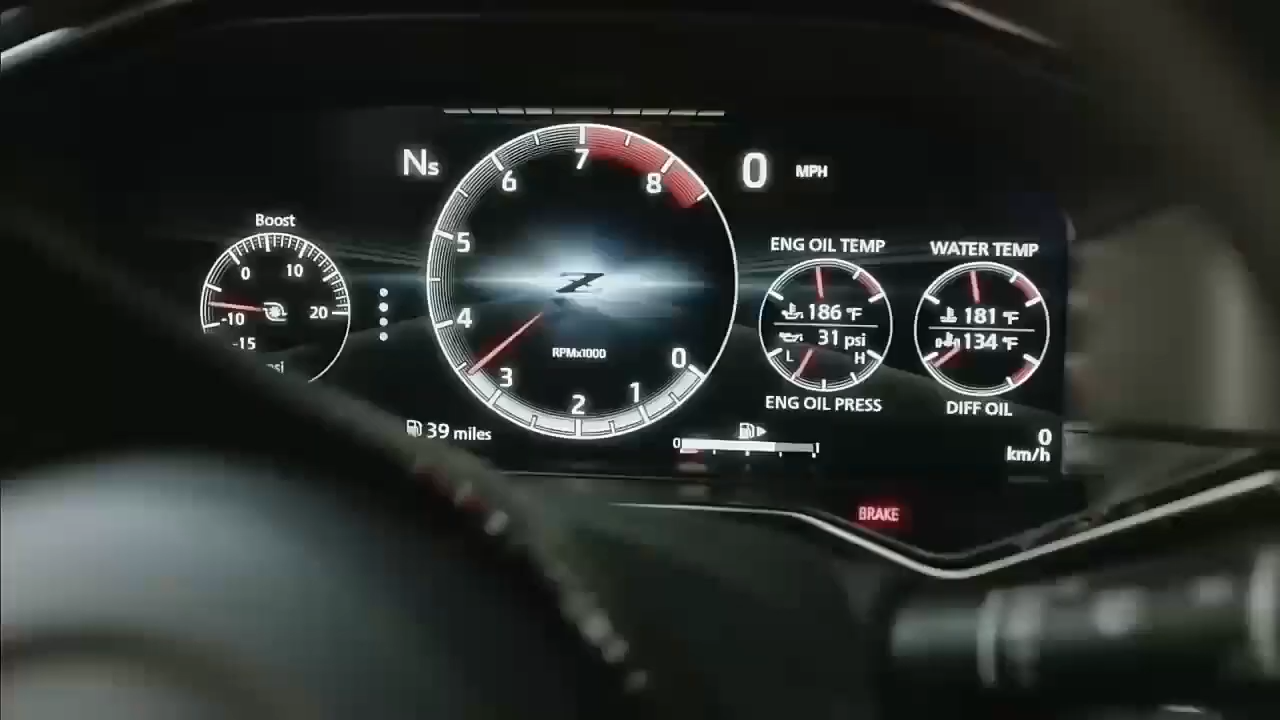 Ns
0 MPH
Boost
0 10
-10 20
-15
7
6 8
5
4
3
2
1
0
RPMx1000
Z
ENG OIL TEMP
186 °F
31 psi
L H
ENG OIL PRESS
WATER TEMP
181 °F
134 °F
DIFF OIL
39 miles
0 1
0
km/h
BRAKE